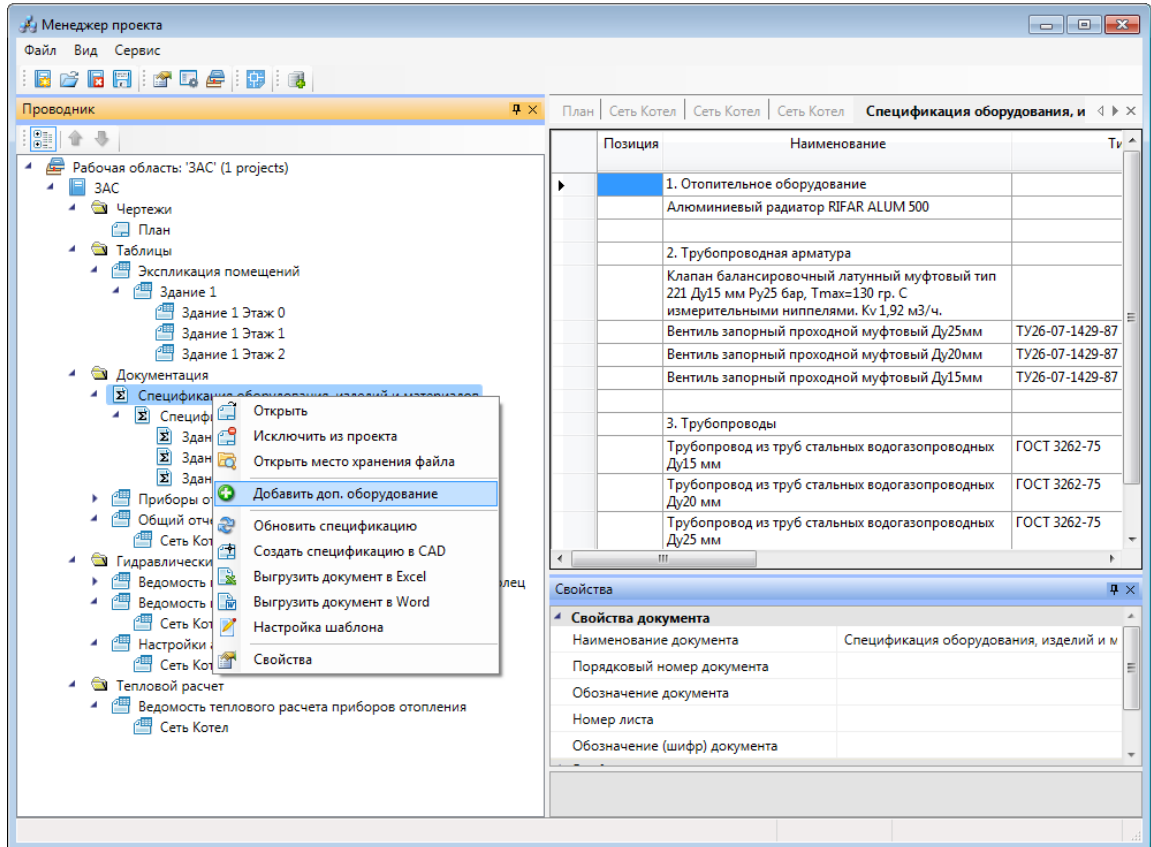 Менеджер проекта
Файл Вид Сервис
Проводник
Рабочая область: 'ЗАС' (1 projects)
ЗАС
Чертежи
План
Таблицы
Экспликация помещений
Здание 1
Здание 1 Этаж 0
Здание 1 Этаж 1
Здание 1 Этаж 2
Документация
Спецификация оборудования, изделий и материалов
Специф
Здан
Здан
Здан
Приборы о
Общий отч
Сеть Кот
Гидравлически
Ведомость лец
Ведомость
Сеть Кот
Настройки
Сеть Кот
Тепловой расчет
Ведомость теплового расчета приборов отопления
Сеть Котел
Открыть
Исключить из проекта
Открыть место хранения файла
Добавить доп. оборудование
Обновить спецификацию
Создать спецификацию в CAD
Выгрузить документ в Excel
Выгрузить документ в Word
Настройка шаблона
Свойства
План Сеть Котел Сеть Котел Сеть Котел Спецификация оборудования, и
Позиция Наименование Ти
1. Отопительное оборудование
Алюминиевый радиатор RIFAR ALUM 500
2. Трубопроводная арматура
Клапан балансировочный латунный муфтовый тип
221 Ду15 мм Ру25 бар, Tmax=130 гр. С
измерительными ниппелями. Kv 1,92 м3/ч.
Вентиль запорный проходной муфтовый Ду25мм ТУ26-07-1429-87
Вентиль запорный проходной муфтовый Ду20мм ТУ26-07-1429-87
Вентиль запорный проходной муфтовый Ду15мм ТУ26-07-1429-87
3. Трубопроводы
Трубопровод из труб стальных водогазопроводных ГОСТ 3262-75
Ду15 мм
Трубопровод из труб стальных водогазопроводных ГОСТ 3262-75
Ду20 мм
Трубопровод из труб стальных водогазопроводных ГОСТ 3262-75
Ду25 мм
Свойства
Свойства документа
Наименование документа Спецификация оборудования, изделий и м
Порядковый номер документа
Обозначение документа
Номер листа
Обозначение (шифр) документа